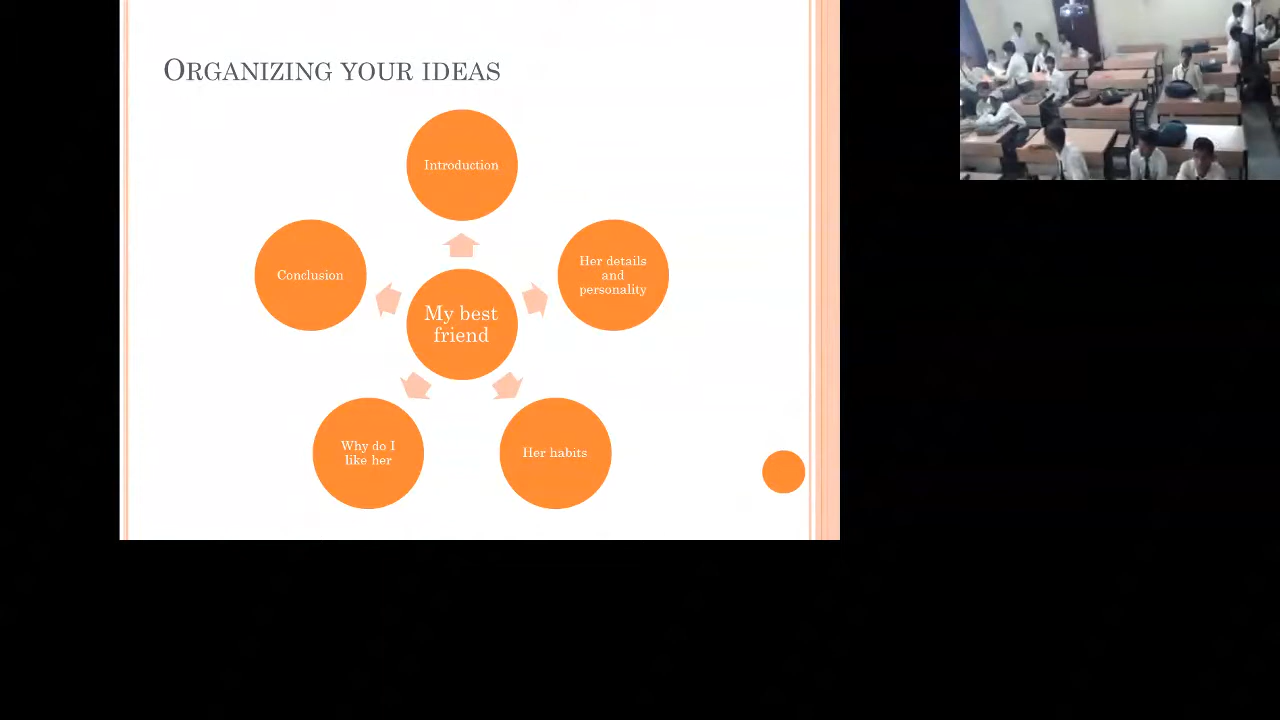 ORGANIZING YOUR IDEAS
Introduction
Her details
and
personality
Her habits
Why do I
like her
Conclusion
My best
friend